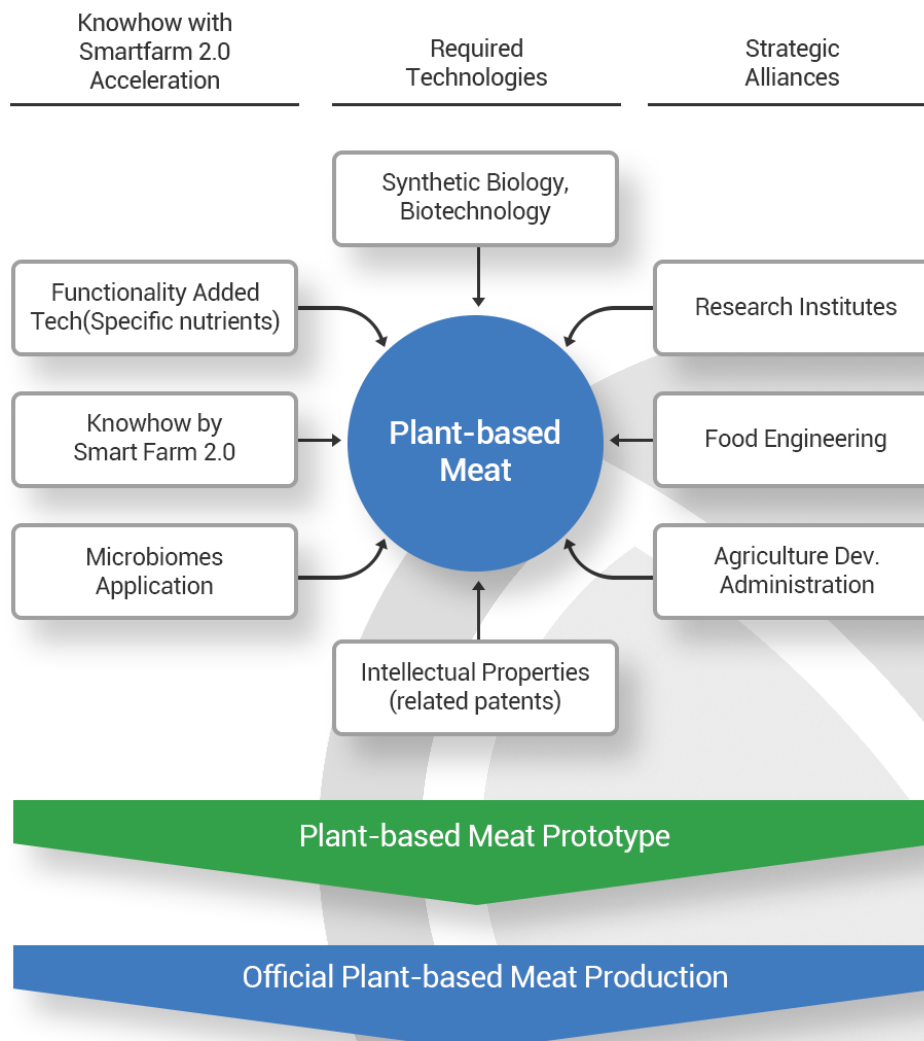 Knowhow with
Smartfarm 2.0
Acceleration
Required
Technologies
Strategic
Alliances
Synthetic Biology,
Biotechnology
Functionality Added
Tech(Specific nutrients)
Research Institutes
Knowhow by
Smart Farm 2.0
Plant-based
Meat
Food Engineering
Microbiomes
Application
Agriculture Dev.
Administration
Intellectual Properties
(related patents)
Plant-based Meat Prototype
Official Plant-based Meat Production